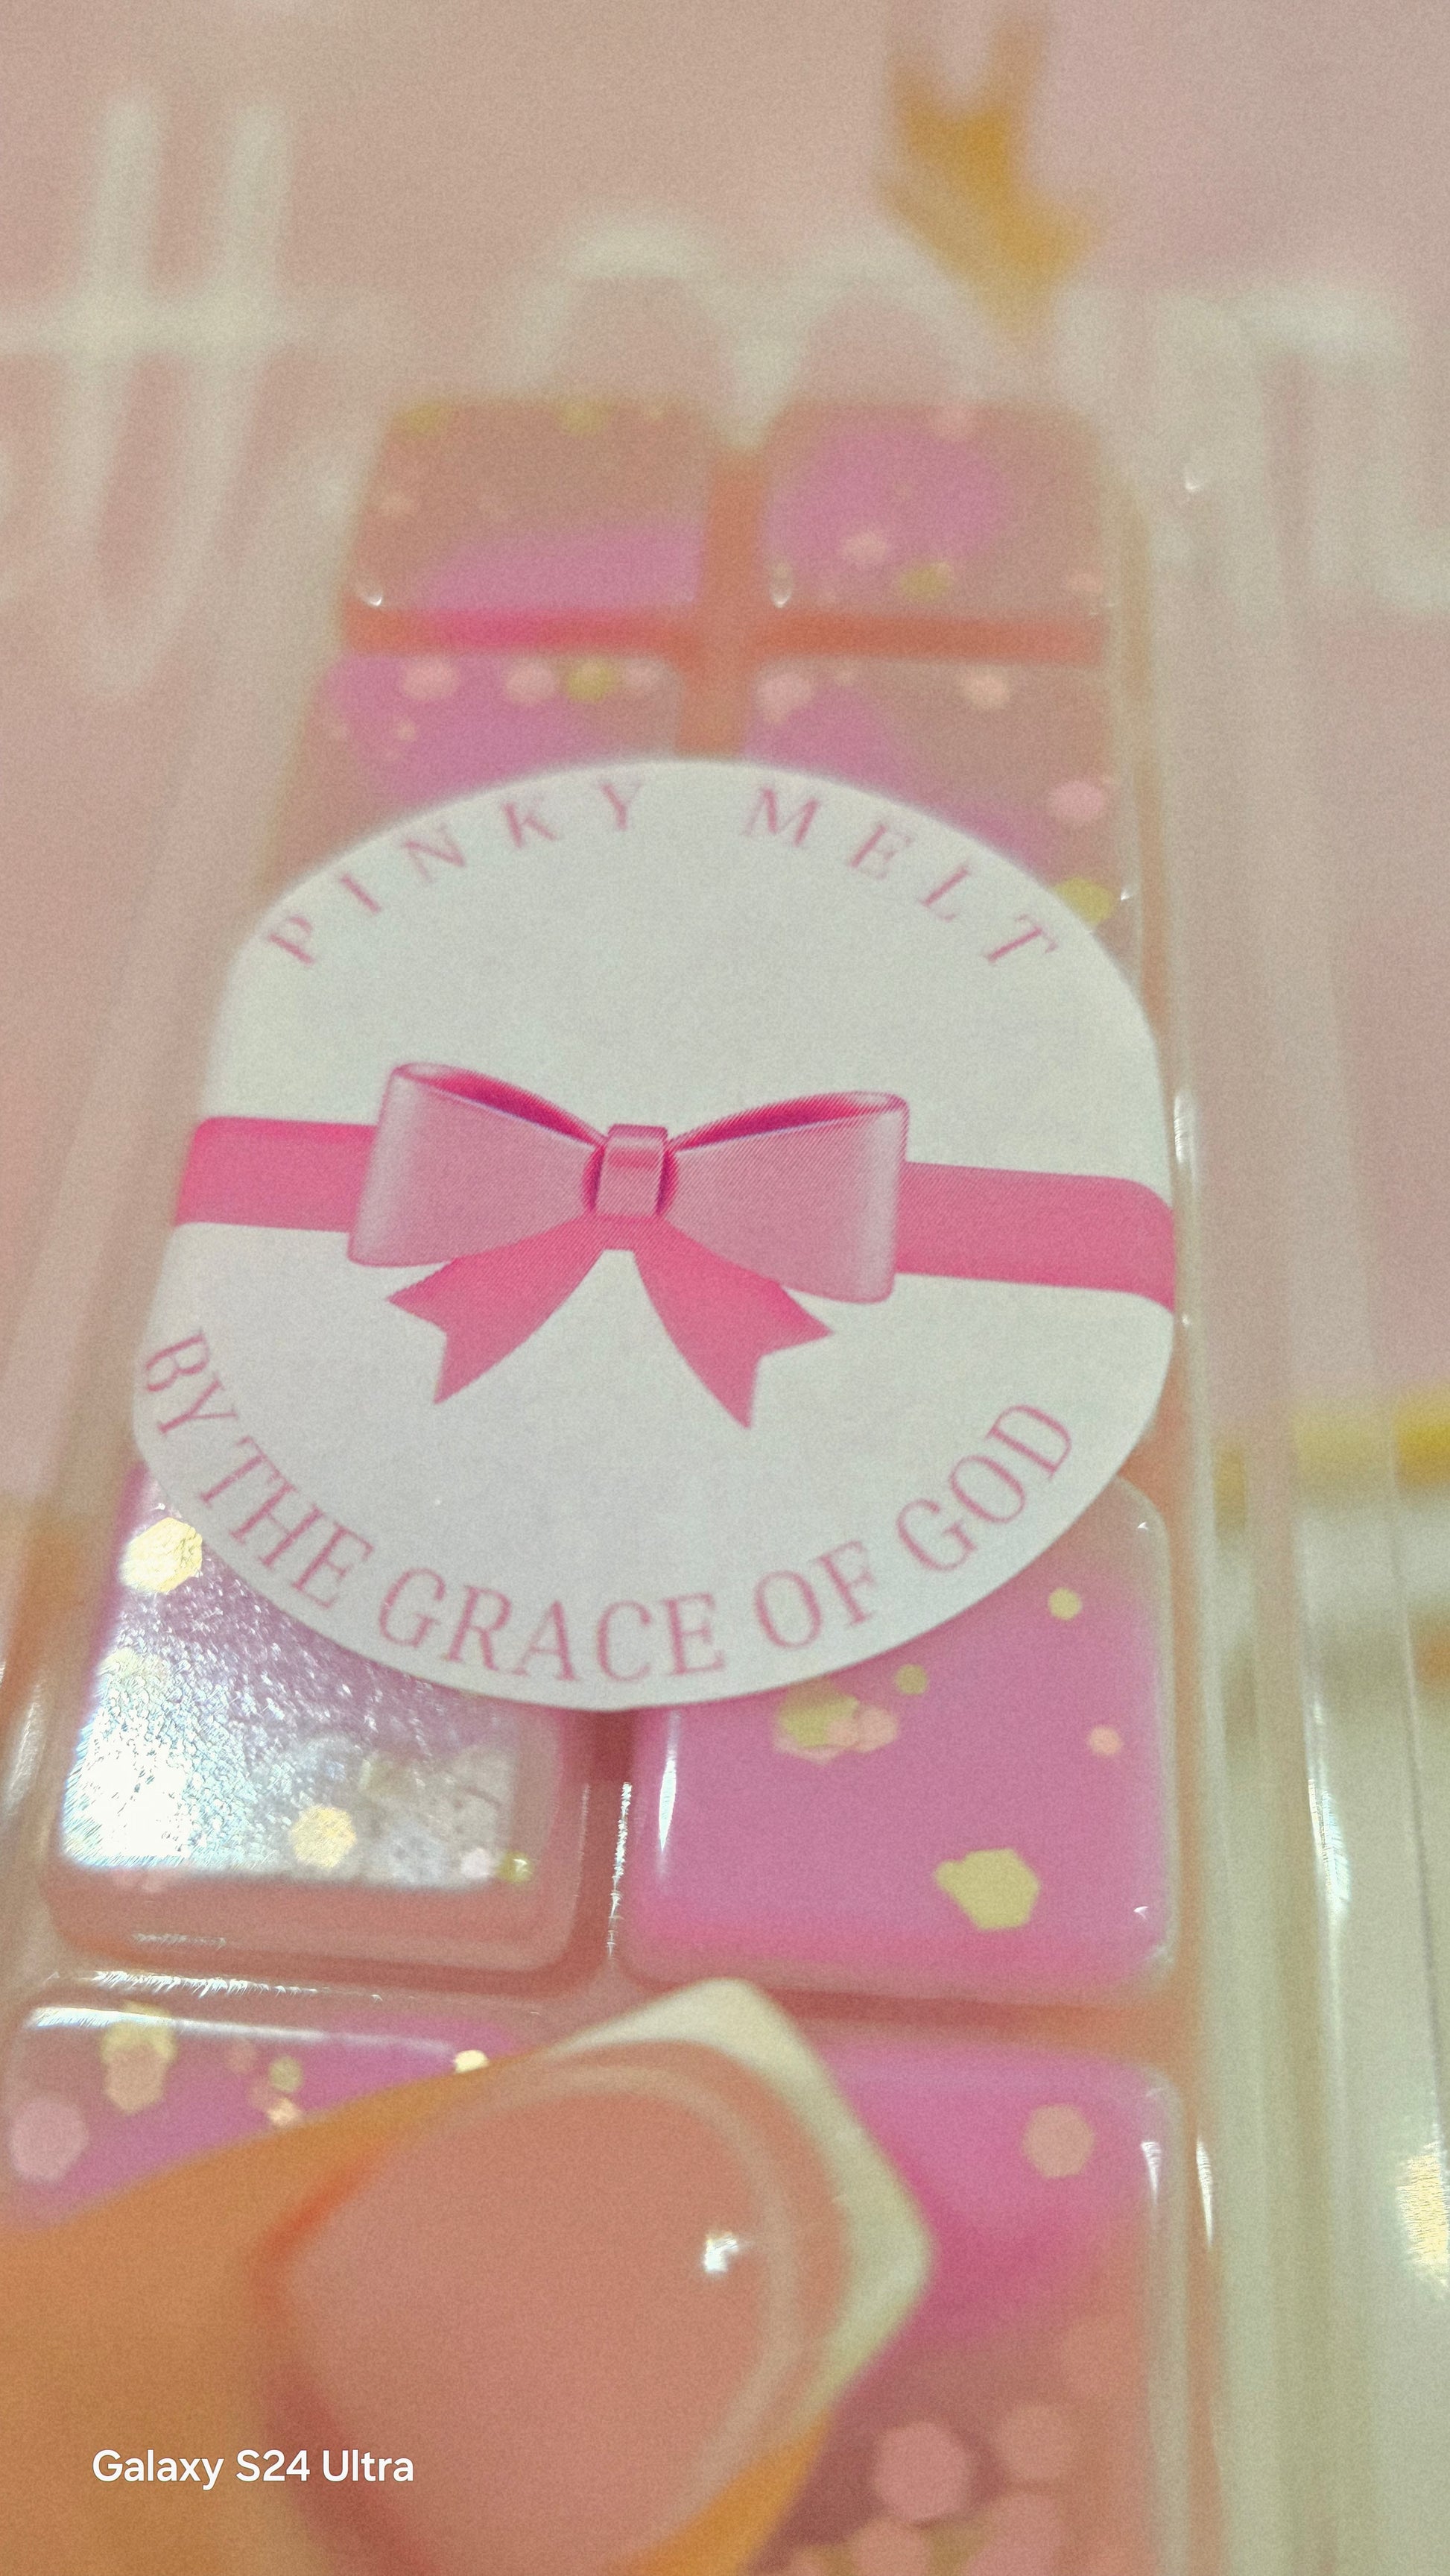 PINKY MELT
BY THE GRACE OF GOD
Galaxy S24 Ultra